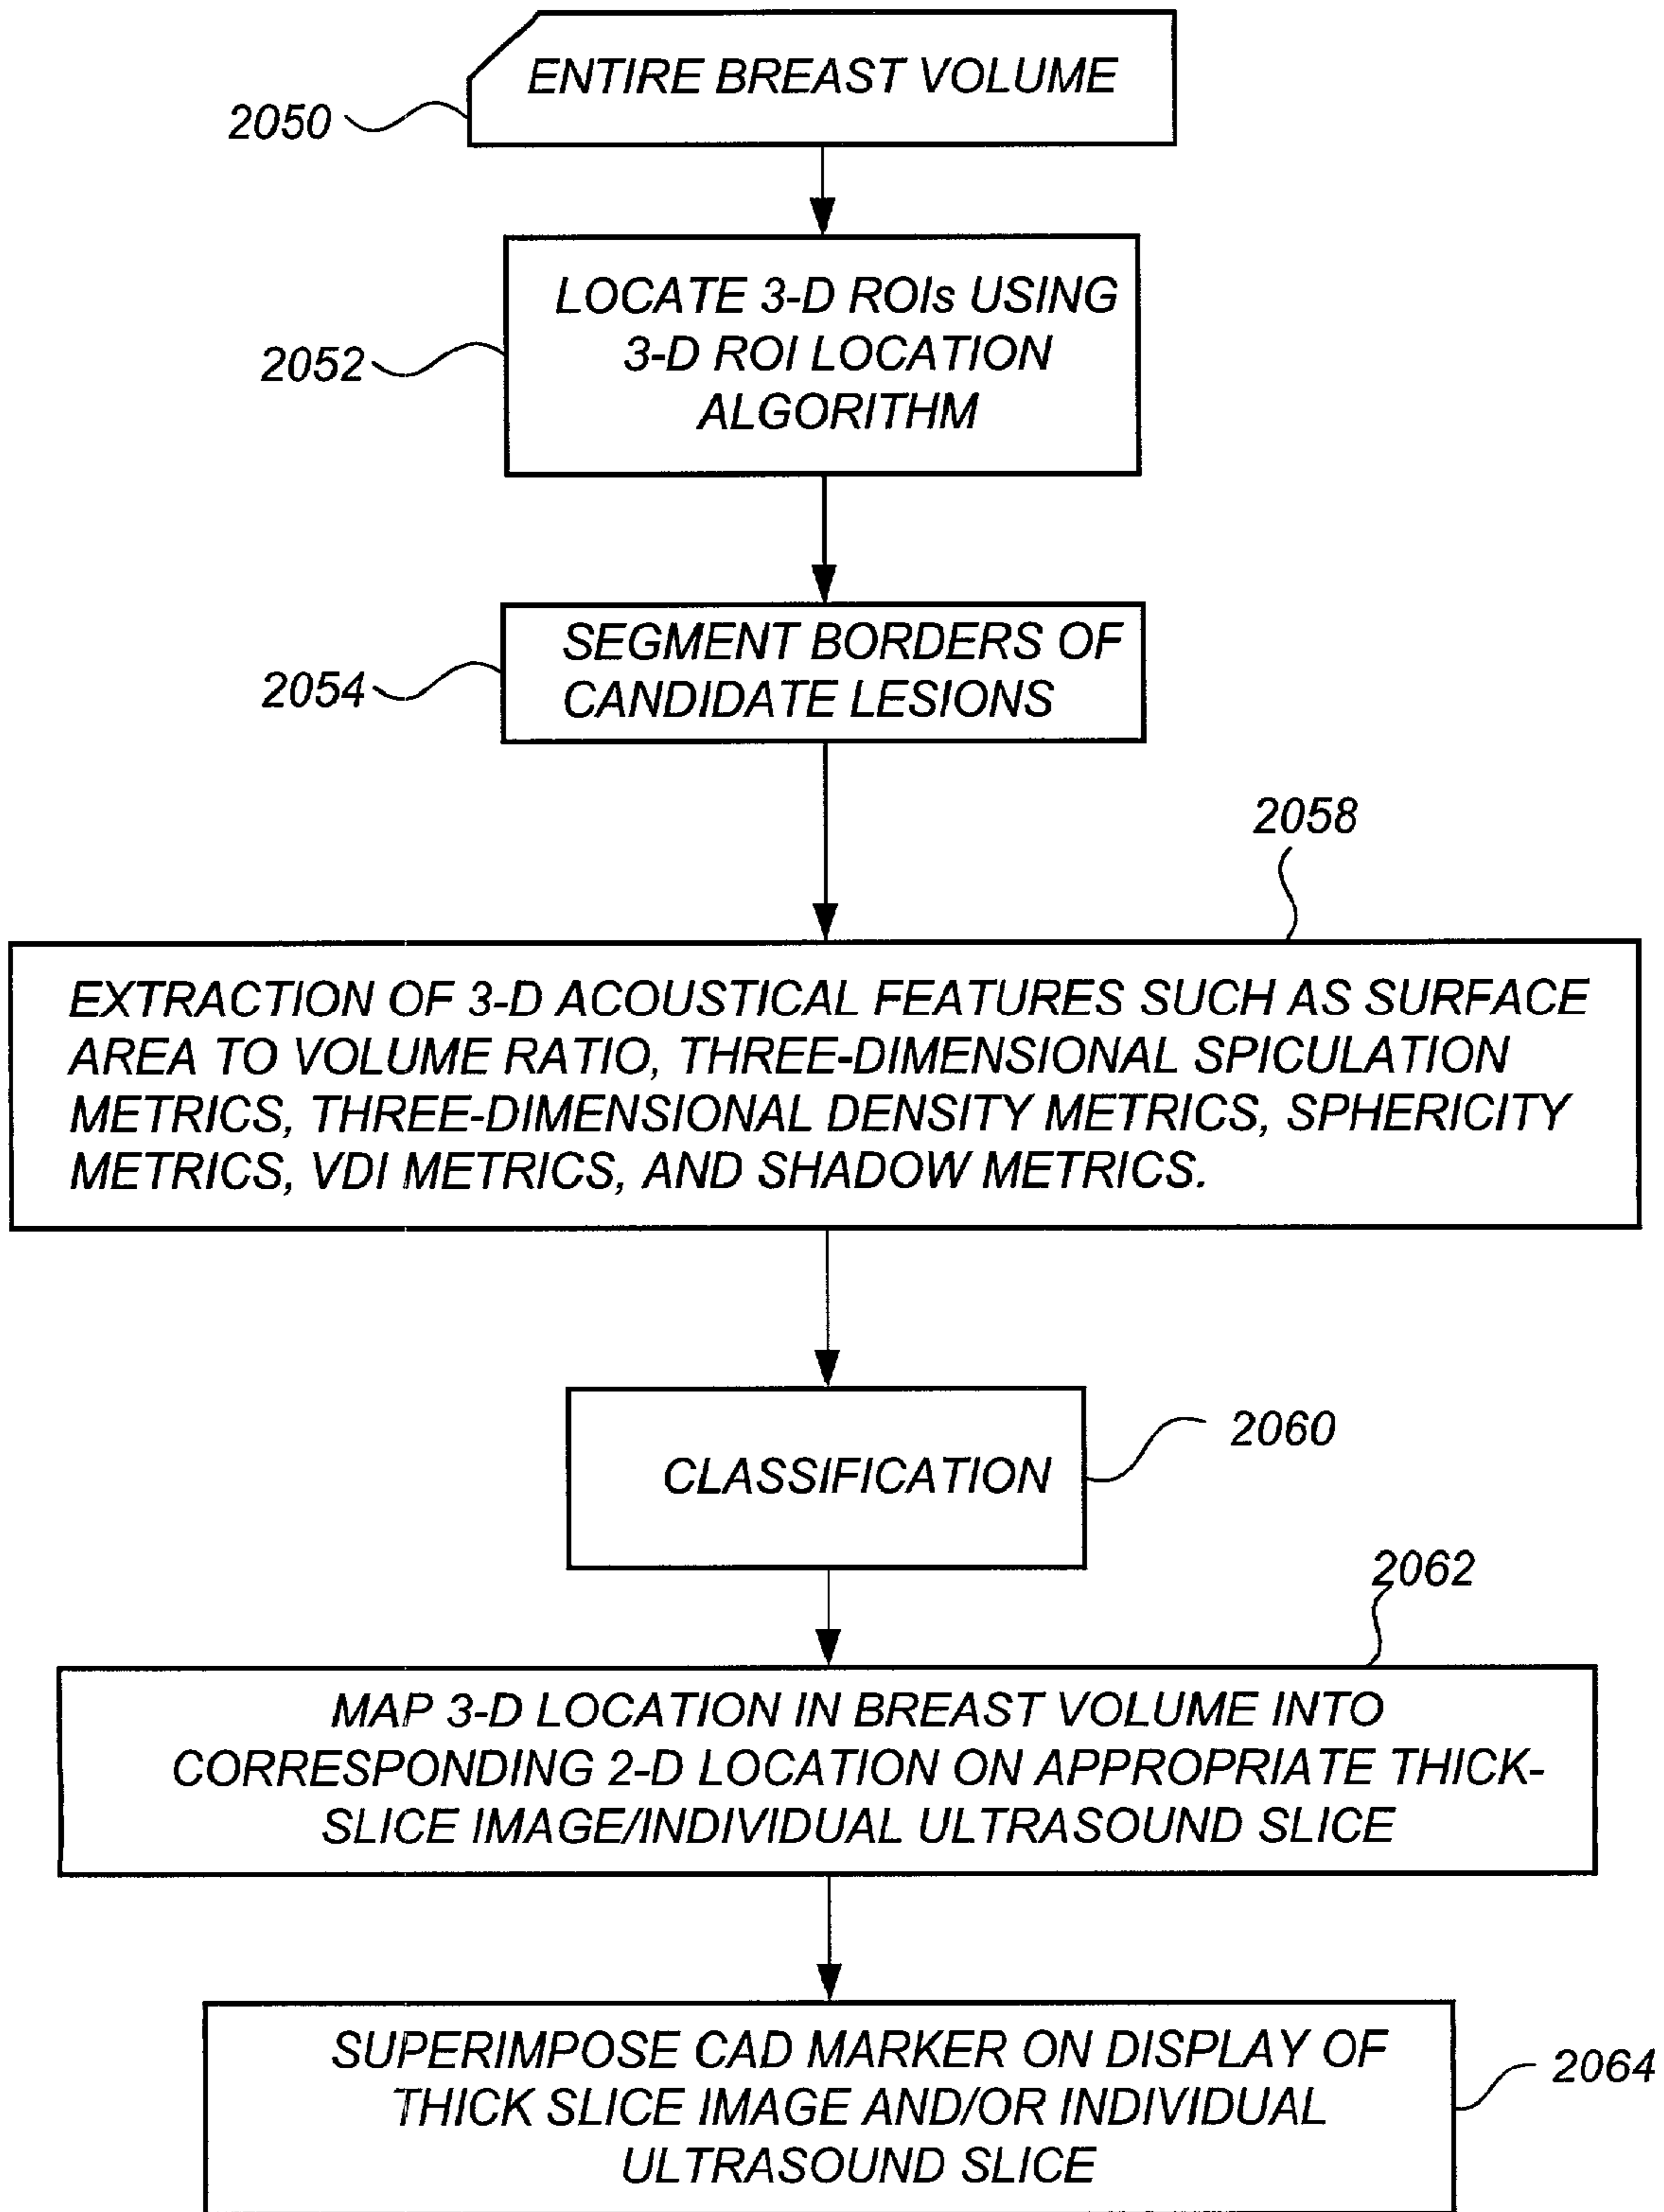 ENTIRE BREAST VOLUME
2050
LOCATE 3-D ROIs USING
3-D ROI LOCATION
ALGORITHM
2052
SEGMENT BORDERS OF
CANDIDATE LESIONS
2054
2058
EXTRACTION OF 3-D ACOUSTICAL FEATURES SUCH AS SURFACE
AREA TO VOLUME RATIO, THREE-DIMENSIONAL SPICULATION
METRICS, THREE-DIMENSIONAL DENSITY METRICS, SPHERICITY
METRICS, VDI METRICS, AND SHADOW METRICS.
2060
CLASSIFICATION
2062
MAP 3-D LOCATION IN BREAST VOLUME INTO
CORRESPONDING 2-D LOCATION ON APPROPRIATE THICK-
SLICE IMAGE/INDIVIDUAL ULTRASOUND SLICE
SUPERIMPOSE CAD MARKER ON DISPLAY OF
THICK SLICE IMAGE AND/OR INDIVIDUAL
ULTRASOUND SLICE
2064